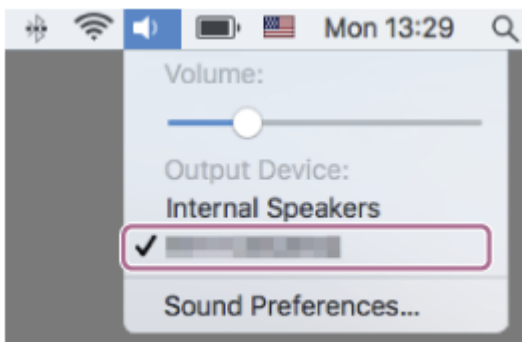 Mon 13:29
Volume:
Output Device:
Internal Speakers
Sound Preferences...